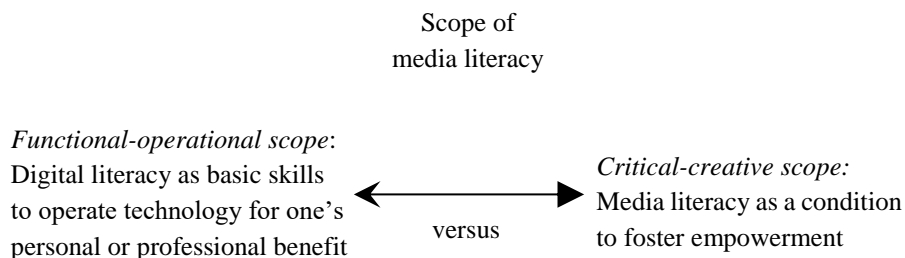 Scope of
media literacy
Functional-operational scope:
Digital literacy as basic skills
to operate technology for one's
personal or professional benefit
versus
Critical-creative scope:
Media literacy as a condition
to foster empowerment